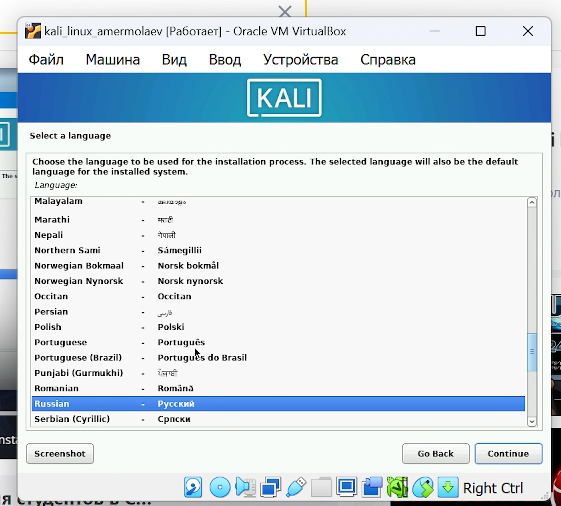 kali_linux_amermolaev [Работает] - Oracle VM VirtualBox
Файл Машина Вид Ввод Устройства Справка
KALI
Select a language
Choose the language to be used for the installation process. The selected language will also be the default
language for the installed system.
Language:
Malayalam -
Marathi - मराठी
Nepali - नेपाली
Northern Sami - Sámegillii
Norwegian Bokmaal - Norsk bokmål
Norwegian Nynorsk - Norsk nynorsk
Occitan - Occitan
Persian - فارسی
Polish - Polski
Portuguese - Português
Portuguese (Brazil) - Português do Brasil
Punjabi (Gurmukhi) - ਪੰਜਾਬੀ
Romanian - Română
Russian - Русский
Serbian (Cyrillic) - Српски
Screenshot Go Back Continue
Right Ctrl